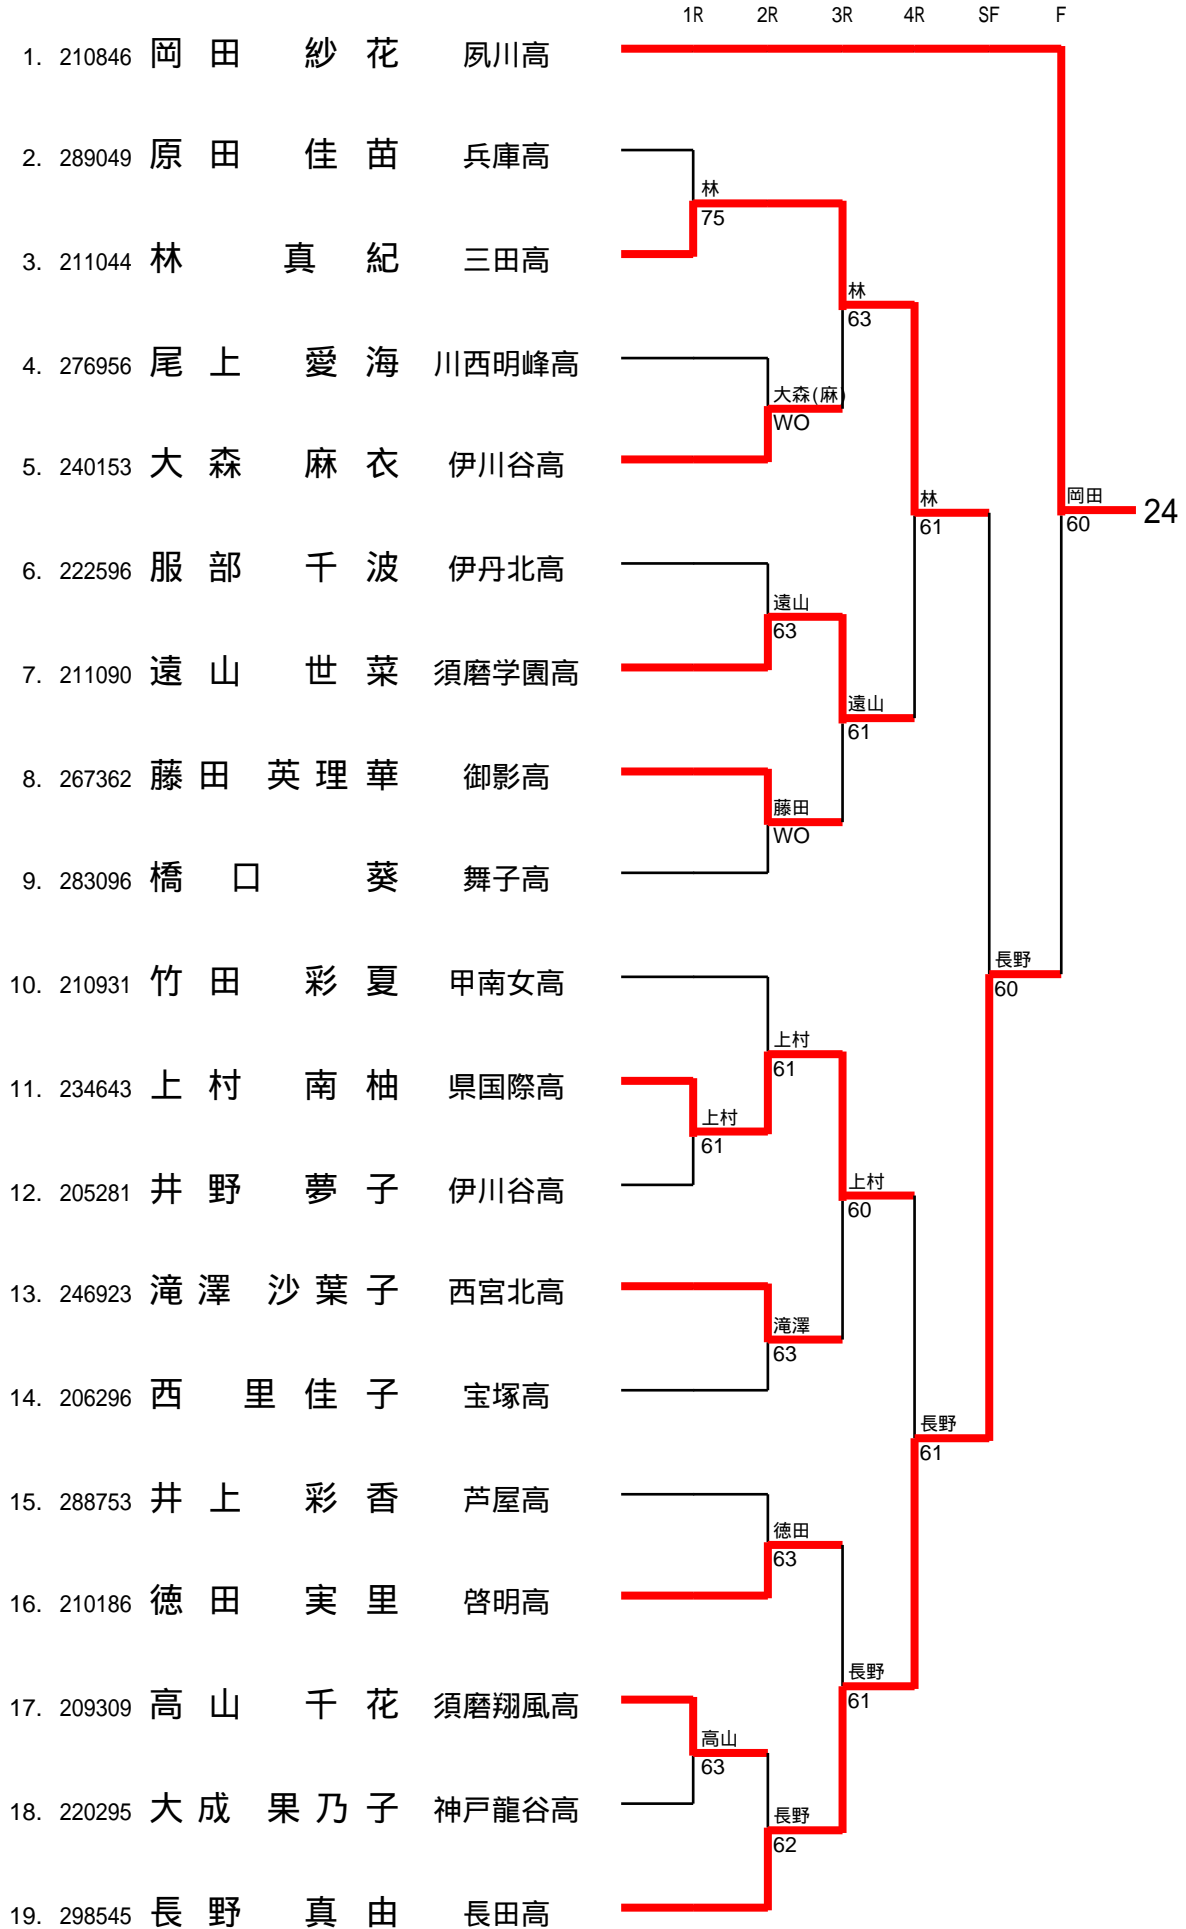 1R 2R 3R 4R SF F
1. 210846 岡田 紗花 夙川高
2. 289049 原田 佳苗 兵庫高
林
75
3. 211044 林 真紀 三田高
林
63
4. 276956 尾上 愛海 川西明峰高
大森(麻)
WO
5. 240153 大森 麻衣 伊川谷高
林
61
岡田
60
24
6. 222596 服部 千波 伊丹北高
遠山
63
7. 211090 遠山 世菜 須磨学園高
遠山
61
8. 267362 藤田 英理華 御影高
藤田
WO
9. 283096 橋口 葵 舞子高
長野
60
10. 210931 竹田 彩夏 甲南女高
上村
61
11. 234643 上村 南柚 県国際高
上村
61
12. 205281 井野 夢子 伊川谷高
上村
60
13. 246923 滝澤 沙葉子 西宮北高
滝澤
63
14. 206296 西 里佳子 宝塚高
長野
61
15. 288753 井上 彩香 芦屋高
徳田
63
16. 210186 徳田 実里 啓明高
長野
61
17. 209309 高山 千花 須磨翔風高
高山
63
18. 220295 大成 果乃子 神戸龍谷高
長野
62
19. 298545 長野 真由 長田高